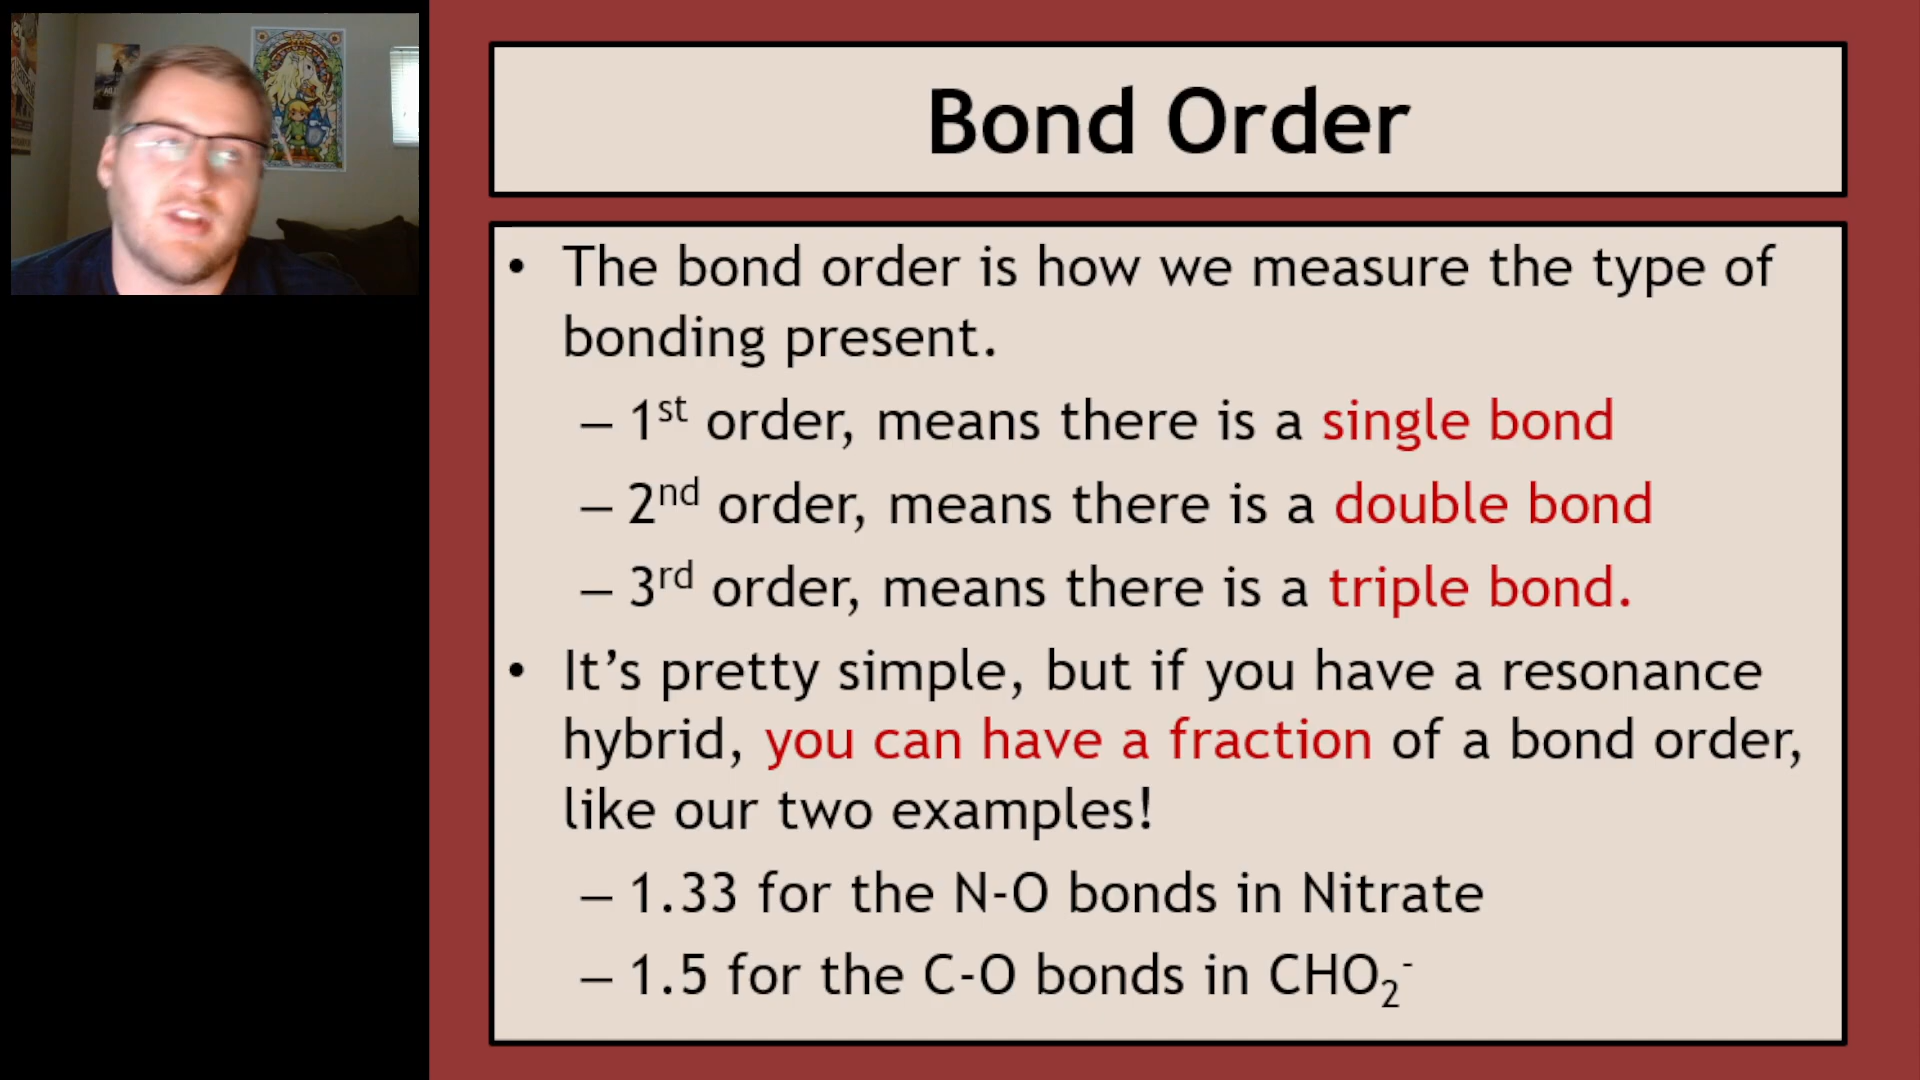 Bond Order
• The bond order is how we measure the type of
bonding present.
– 1st order, means there is a single bond
– 2nd order, means there is a double bond
– 3rd order, means there is a triple bond.
• It’s pretty simple, but if you have a resonance
hybrid, you can have a fraction of a bond order,
like our two examples!
– 1.33 for the N-O bonds in Nitrate
– 1.5 for the C-O bonds in CHO₂⁻